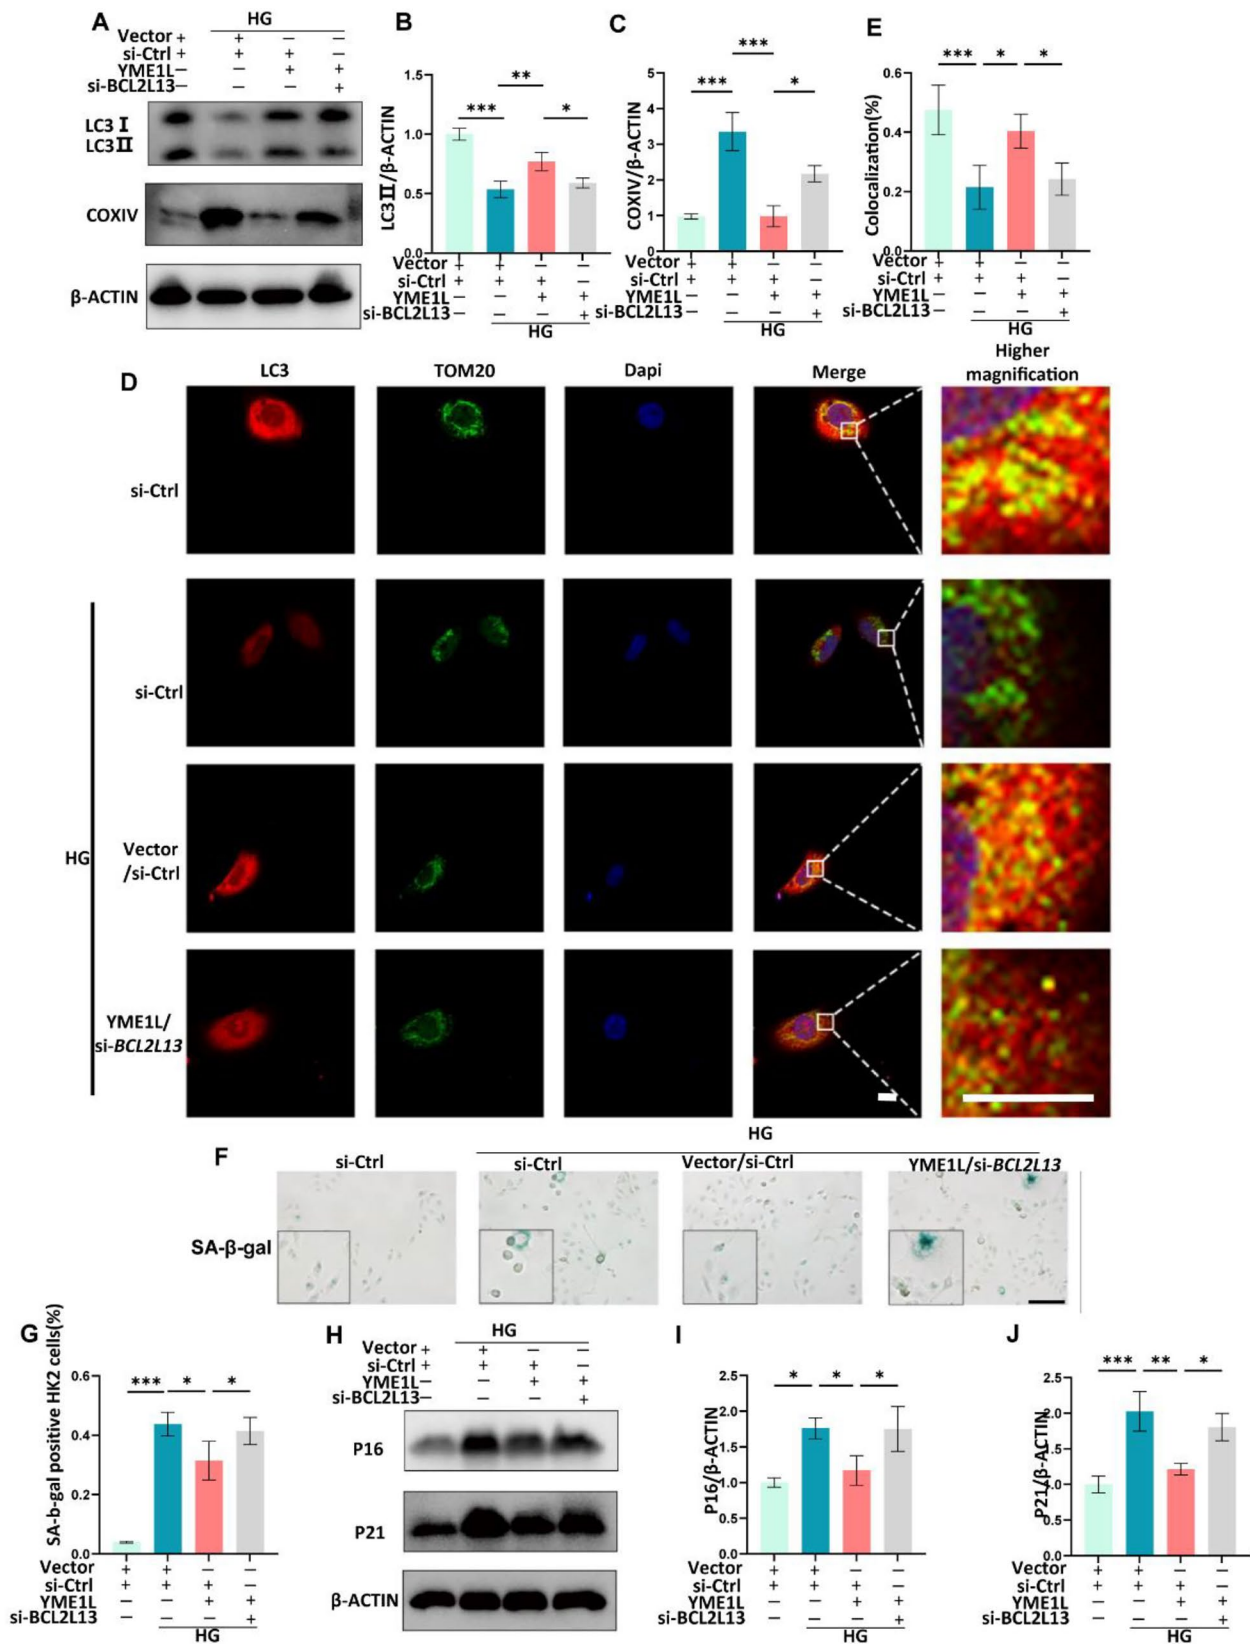 A
HG
Vector + + − −
si-Ctrl + + + −
YME1L − − + +
si-BCL2L13 − − − +
LC3 Ⅰ
LC3 Ⅱ
COXIV
β-ACTIN
B
*** ** *
LC3Ⅱ/β-ACTIN
1.5
1.0
0.5
0.0
Vector + + − −
si-Ctrl + + + −
YME1L − − + +
si-BCL2L13 − − − +
HG
C
*** *** *
COXIV/β-ACTIN
5
4
3
2
1
0
Vector + + − −
si-Ctrl + + + −
YME1L − − + +
si-BCL2L13 − − − +
HG
E
*** * *
Colocalization(%)
0.6
0.4
0.2
0.0
Vector + + − −
si-Ctrl + + + −
YME1L − − + +
si-BCL2L13 − − − +
HG
D
LC3 TOM20 Dapi Merge Higher
magnification
si-Ctrl
HG
si-Ctrl
Vector
/si-Ctrl
YME1L/
si-BCL2L13
F
HG
si-Ctrl si-Ctrl Vector/si-Ctrl YME1L/si-BCL2L13
SA-β-gal
G
*** * *
SA-b-gal positive HK2 cells(%)
0.6
0.4
0.2
0.0
Vector + + − −
si-Ctrl + + + −
YME1L − − + +
si-BCL2L13 − − − +
HG
H
HG
Vector + + − −
si-Ctrl + + + −
YME1L − − + +
si-BCL2L13 − − − +
P16
P21
β-ACTIN
I
* * *
P16/β-ACTIN
2.5
2.0
1.5
1.0
0.5
0.0
Vector + + − −
si-Ctrl + + + −
YME1L − − + +
si-BCL2L13 − − − +
HG
J
*** ** *
P21/β-ACTIN
2.5
2.0
1.5
1.0
0.5
0.0
Vector + + − −
si-Ctrl + + + −
YME1L − − + +
si-BCL2L13 − − − +
HG